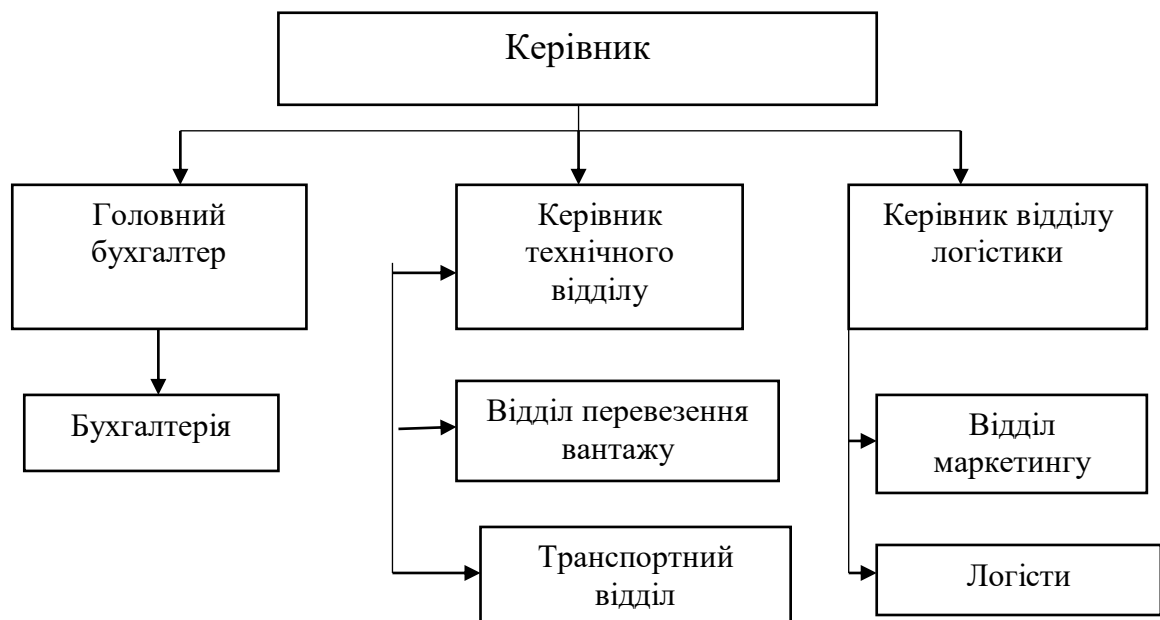 Керівник
Головний
бухгалтер
Керівник
технічного
відділу
Керівник відділу
логістики
Бухгалтерія
Відділ перевезення
вантажу
Відділ
маркетингу
Транспортний
відділ
Логісти